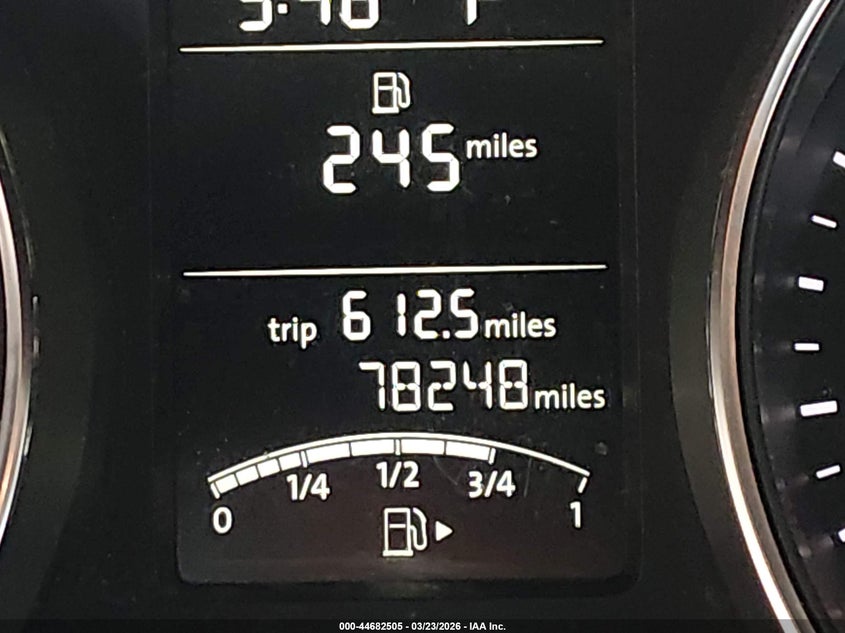 245 miles
trip 612.5 miles
78248 miles
0 1/4 1/2 3/4 1
000-44682505 - 03/23/2026 - IAA Inc.